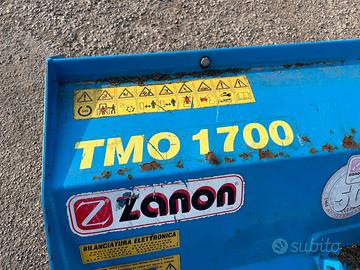 TMO 1700
Zanon
BILANCIATURA ELETTRONICA
subito